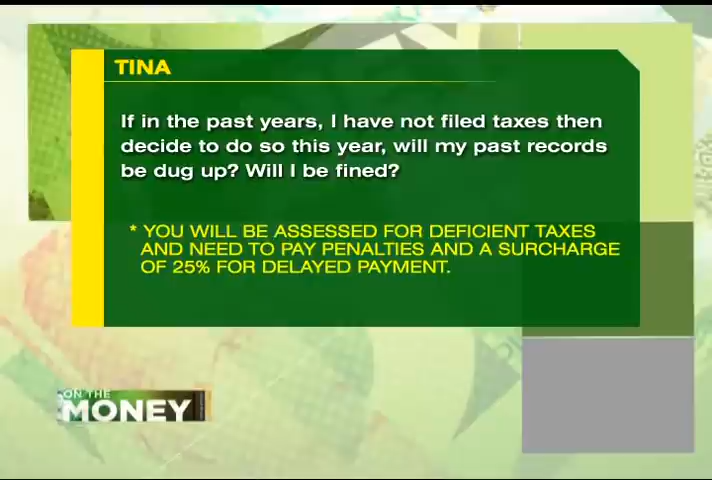 TINA
If in the past years, I have not filed taxes then
decide to do so this year, will my past records
be dug up? Will I be fined?
* YOU WILL BE ASSESSED FOR DEFICIENT TAXES
AND NEED TO PAY PENALTIES AND A SURCHARGE
OF 25% FOR DELAYED PAYMENT.
ON THE
MONEY